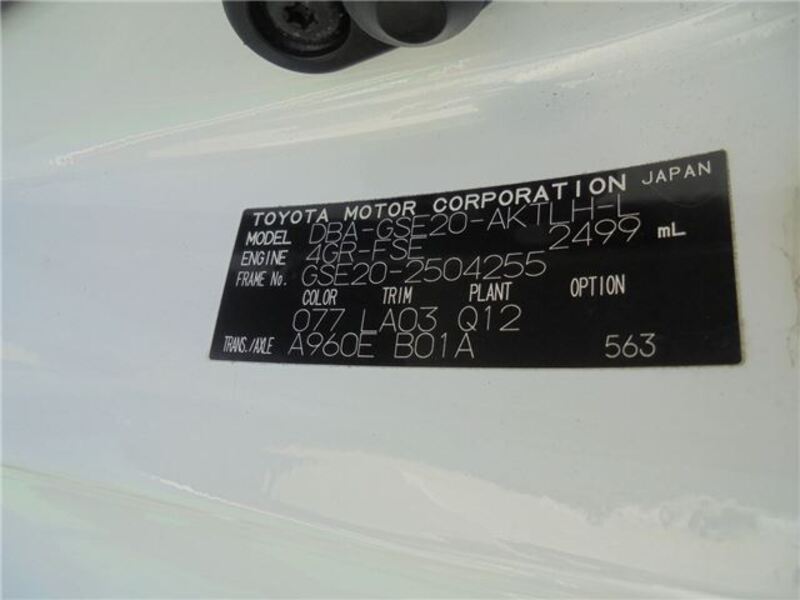 TOYOTA MOTOR CORPORATION JAPAN
MODEL DBA-GSE20-AKTLH-L
ENGINE 4GR-FSE 2499 mL
FRAME No. GSE20-2504255
COLOR TRIM PLANT OPTION
077 LA03 Q12
TRANS./AXLE A960E B01A 563